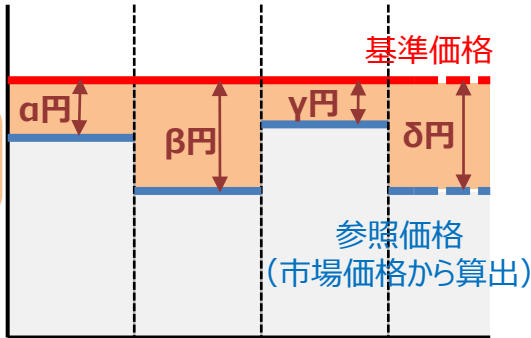 基準価格
α円
β円
γ円
δ円
参照価格
（市場価格から算出）